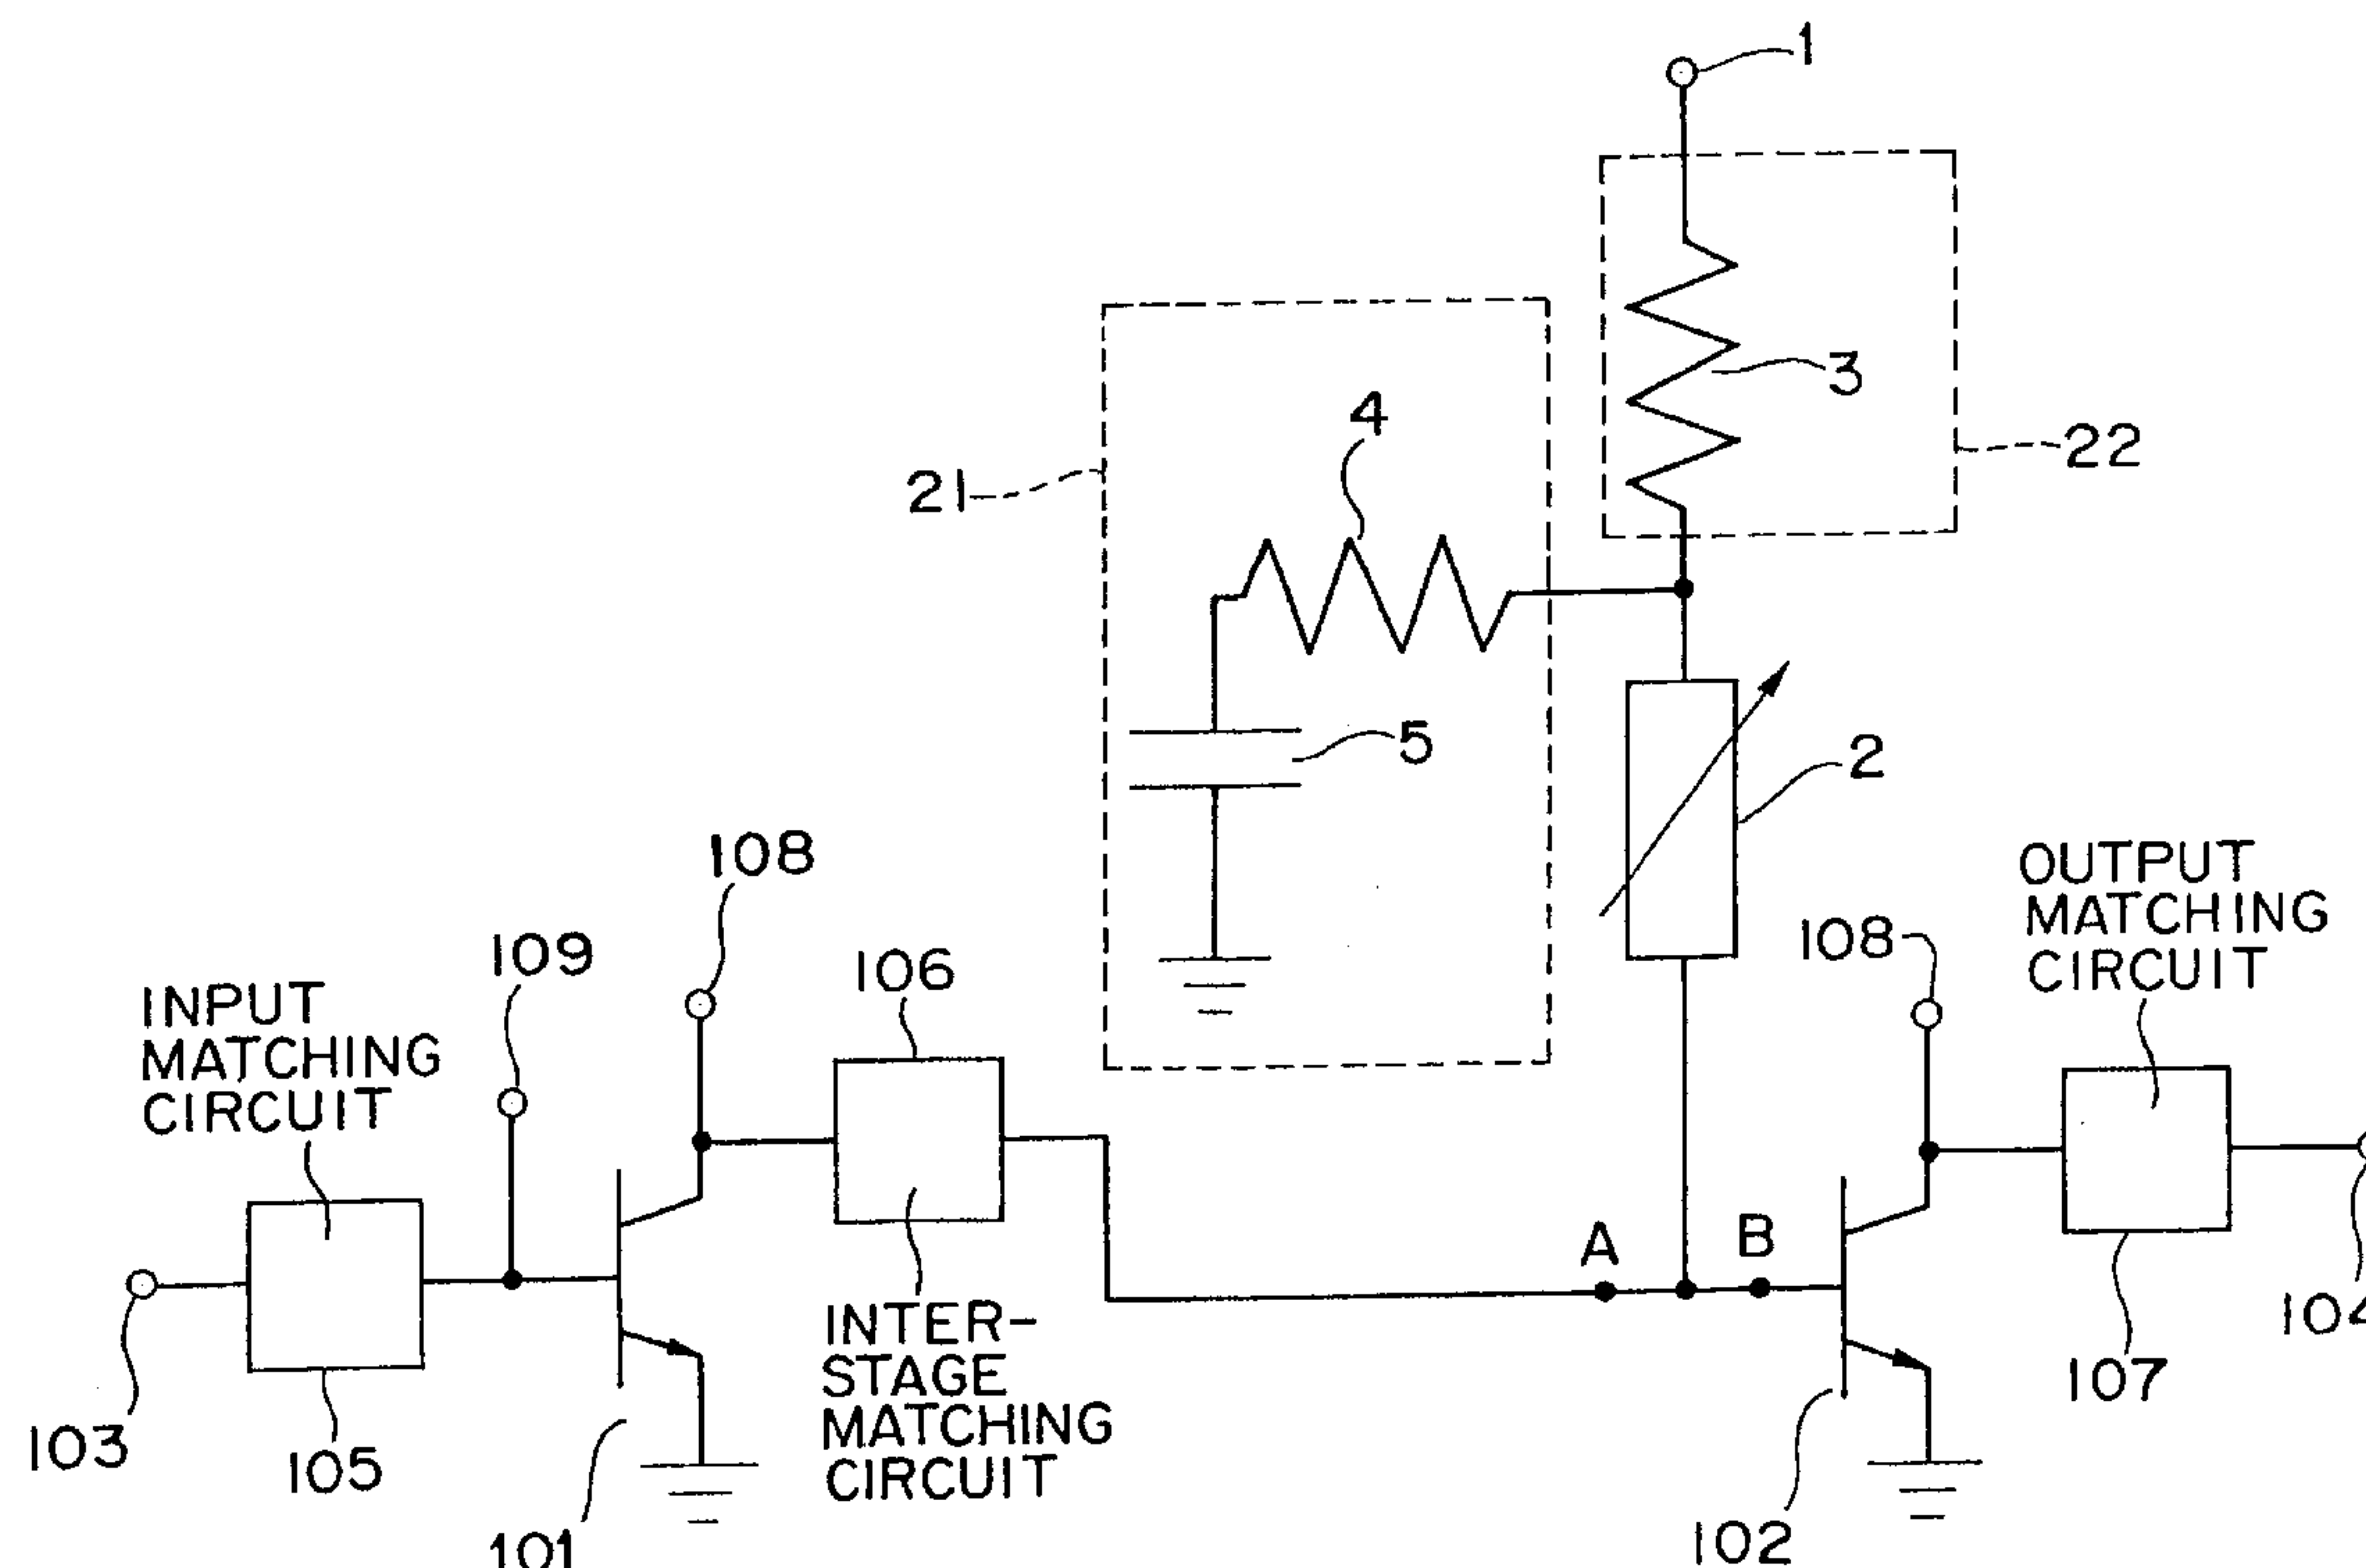 1
3
22
4
21
5
2
108
109
106
INPUT
MATCHING
CIRCUIT
OUTPUT
MATCHING
CIRCUIT
108
A
B
103
105
101
INTER-
STAGE
MATCHING
CIRCUIT
102
107
104